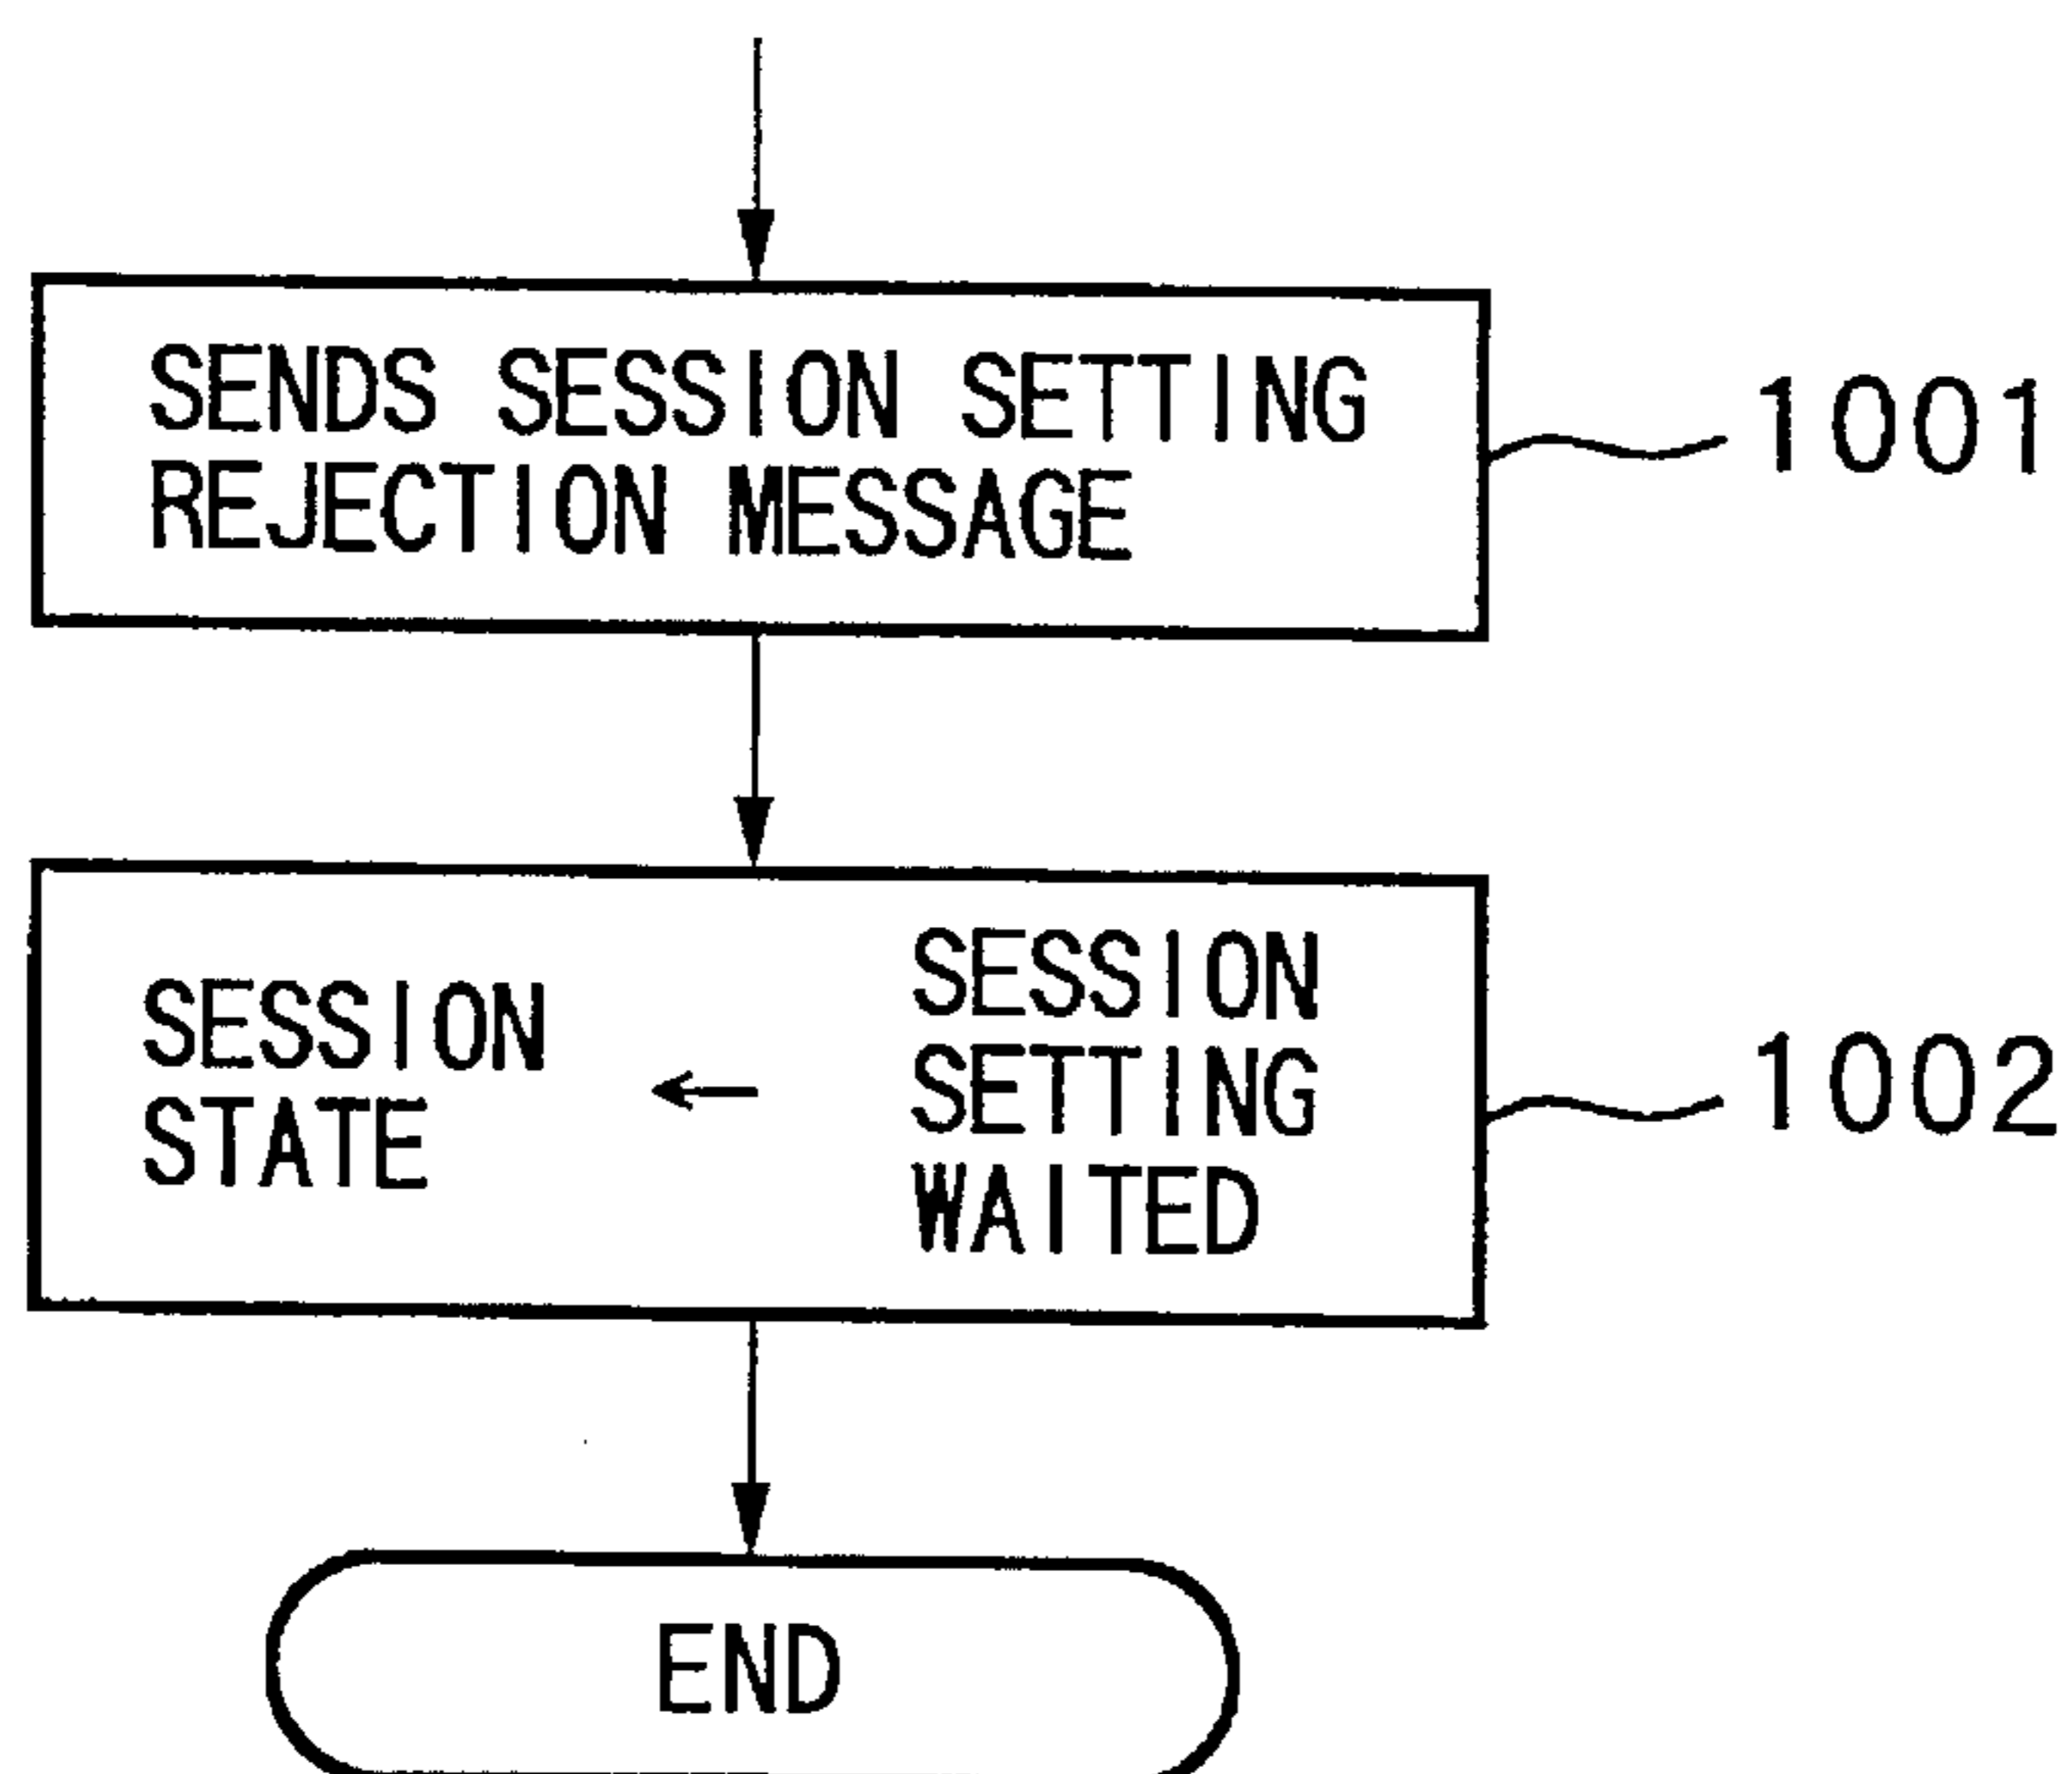 SENDS SESSION SETTING
REJECTION MESSAGE
1001
SESSION
STATE
←
SESSION
SETTING
WAITED
1002
END